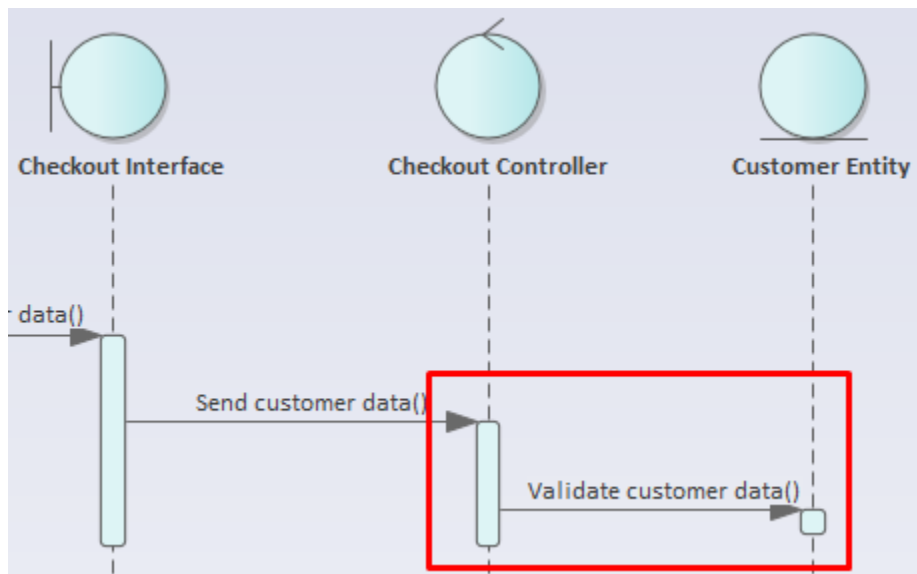 Checkout Interface
Checkout Controller
Customer Entity
data()
Send customer data()
Validate customer data()